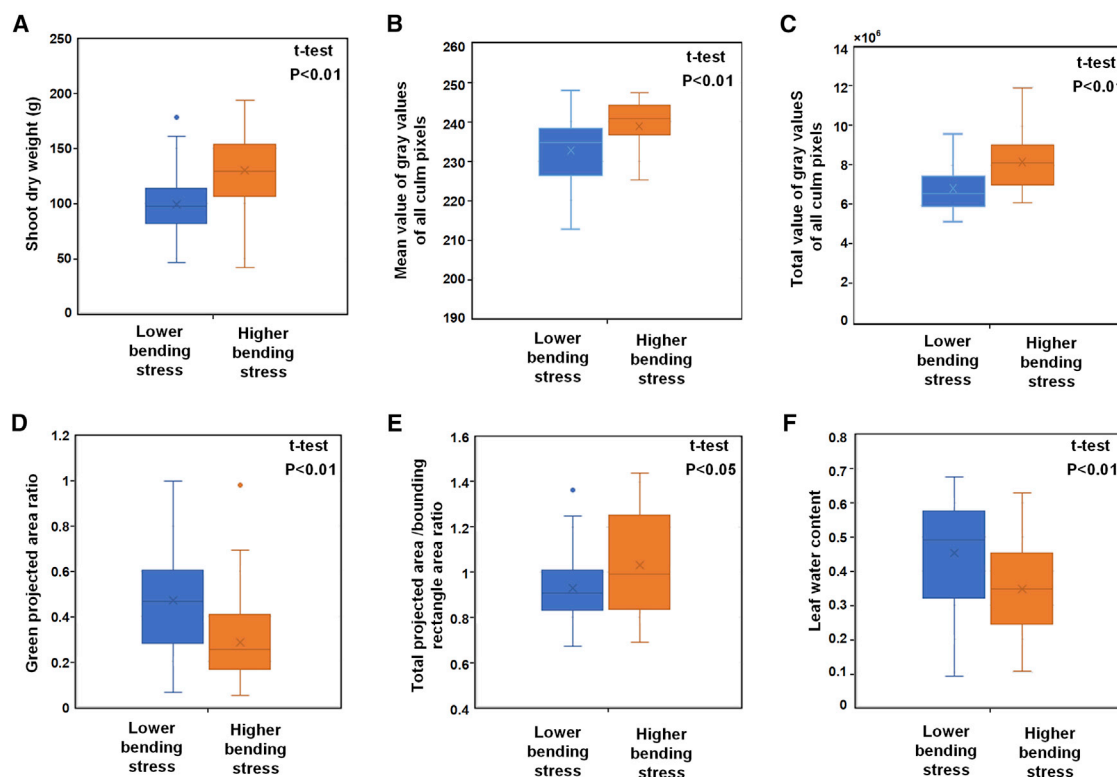 A
Shoot dry weight (g)
250
200
150
100
50
0
t-test
P<0.01
Lower
bending
stress
Higher
bending
stress
B
Mean value of gray values
of all culm pixels
260
250
240
230
220
210
200
190
t-test
P<0.01
Lower
bending
stress
Higher
bending
stress
C
Total value of gray valueS
of all culm pixels
×10⁶
14
12
10
8
6
4
2
0
t-test
P<0.01
Lower
bending
stress
Higher
bending
stress
D
Green projected area ratio
1.2
1
0.8
0.6
0.4
0.2
0
t-test
P<0.01
Lower
bending
stress
Higher
bending
stress
E
Total projected area /bounding
rectangle area ratio
1.6
1.4
1.2
1
0.8
0.6
0.4
t-test
P<0.05
Lower
bending
stress
Higher
bending
stress
F
Leaf water content
0.8
0.7
0.6
0.5
0.4
0.3
0.2
0.1
0
t-test
P<0.01
Lower
bending
stress
Higher
bending
stress